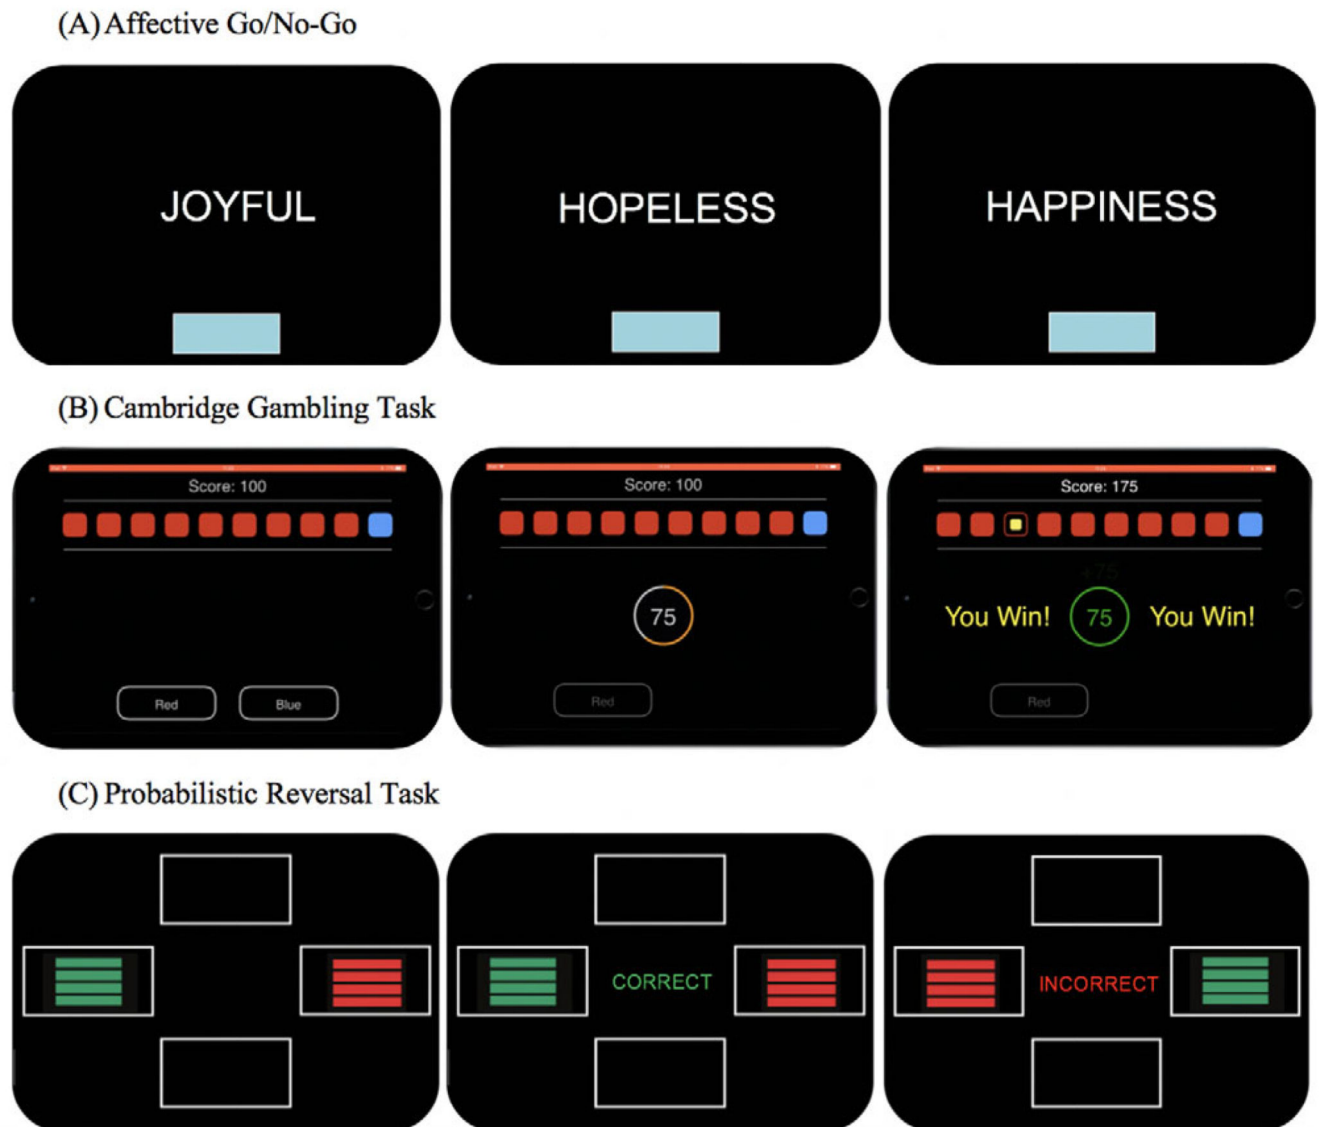 (A) Affective Go/No-Go
JOYFUL
HOPELESS
HAPPINESS
(B) Cambridge Gambling Task
Score: 100
Red
Blue
Score: 100
75
Red
Score: 175
+75
You Win!
75
You Win!
Red
(C) Probabilistic Reversal Task
CORRECT
INCORRECT